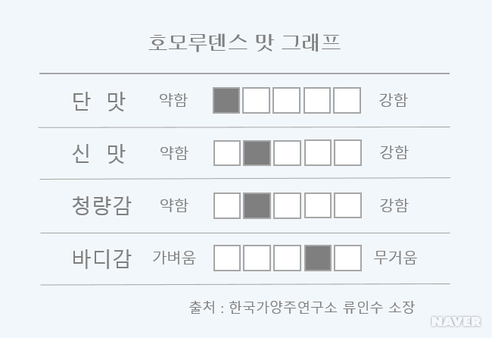 호모루덴스 맛 그래프
단 맛 약함 강함
신 맛 약함 강함
청량감 약함 강함
바디감 가벼움 무거움
출처 : 한국가양주연구소 류인수 소장
NAVER